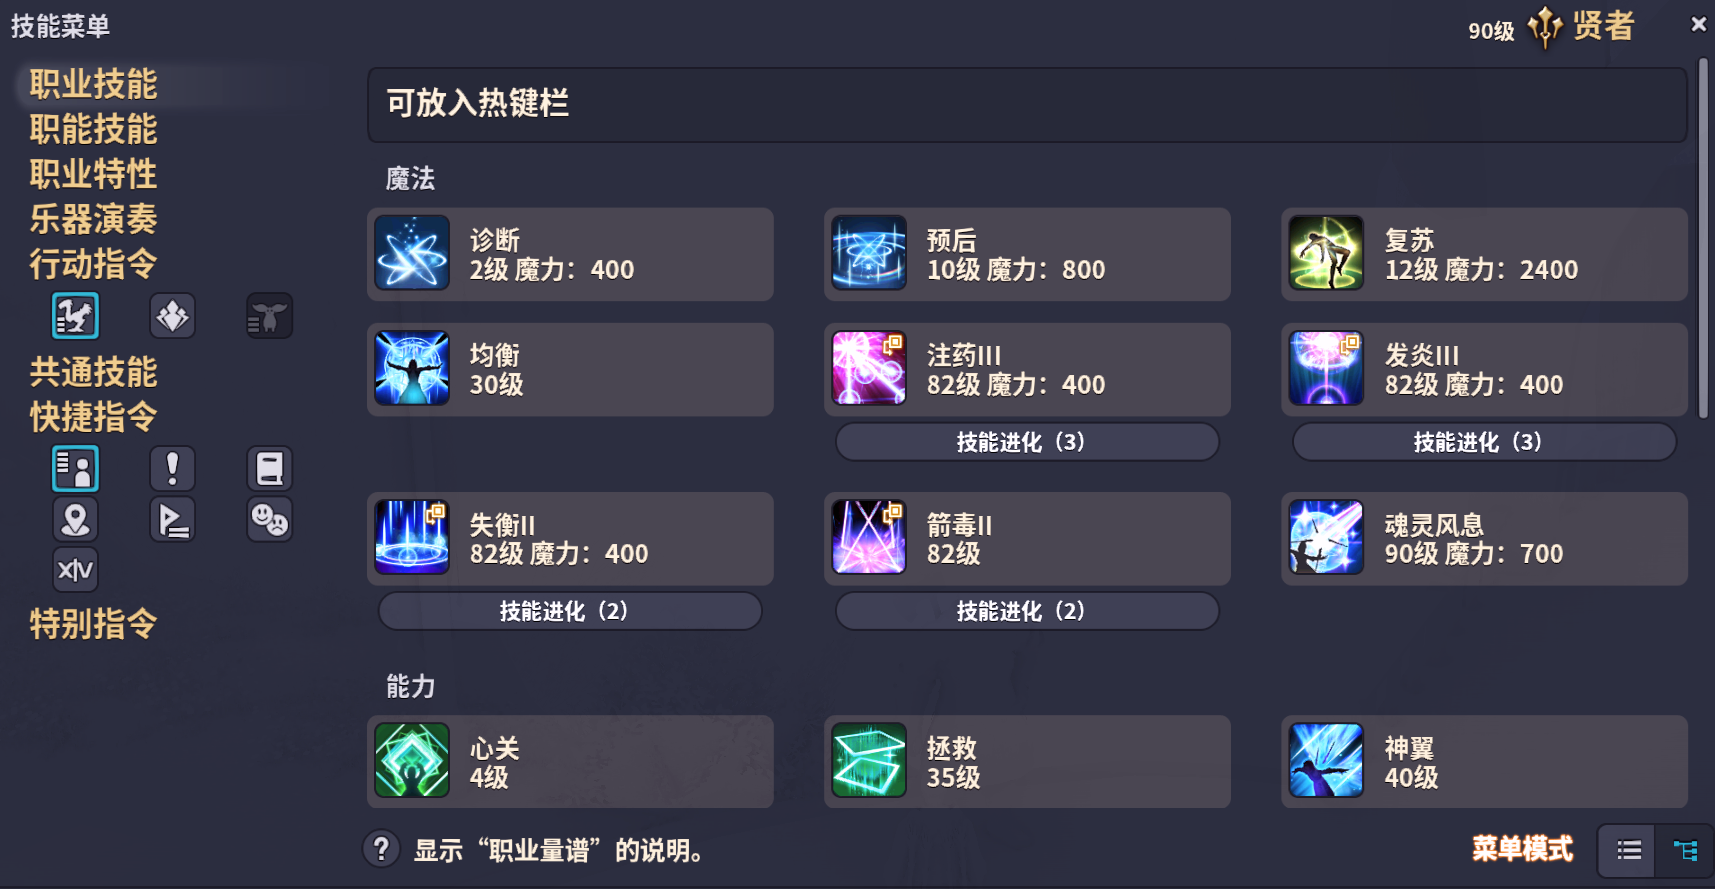 技能菜单
90级 贤者
职业技能
职能技能
职业特性
乐器演奏
行动指令
共通技能
快捷指令
XIV
特别指令
可放入热键栏
魔法
诊断
2级 魔力：400
预后
10级 魔力：800
复苏
12级 魔力：2400
均衡
30级
注药III
82级 魔力：400
技能进化（3）
发炎III
82级 魔力：400
技能进化（3）
失衡II
82级 魔力：400
技能进化（2）
箭毒II
82级
技能进化（2）
魂灵风息
90级 魔力：700
能力
心关
4级
拯救
35级
神翼
40级
? 显示“职业量谱”的说明。
菜单模式